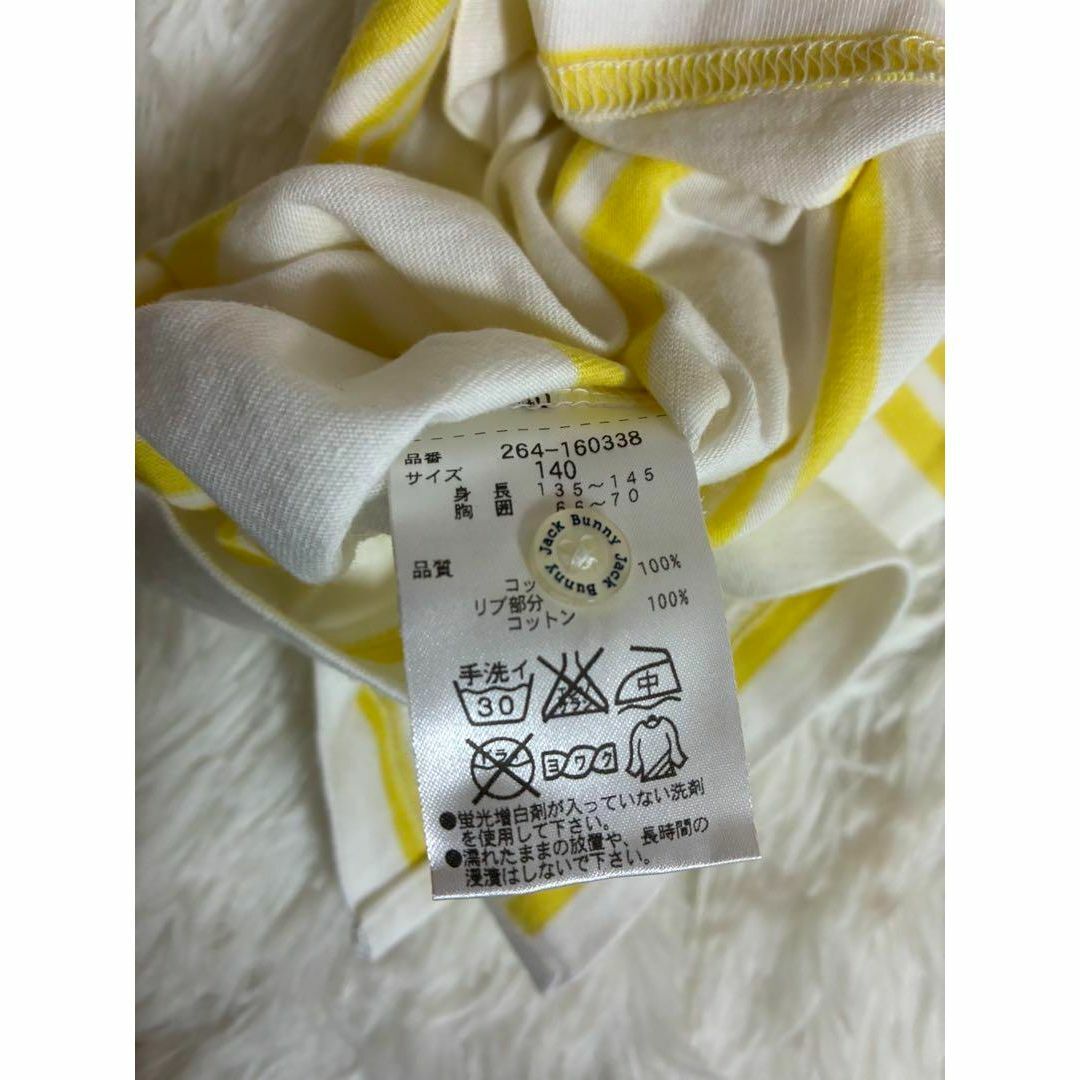 品番 264-160338
サイズ 140
身長 135~145
胸囲 66~70
Jack Bunny Jack Bunny
品質
コッ 100%
リブ部分
コットン 100%
手洗イ
30
中
ヨワク
●蛍光増白剤が入っていない洗剤
を使用して下さい。
●濡れたままの放置や、長時間の
浸漬はしないで下さい。